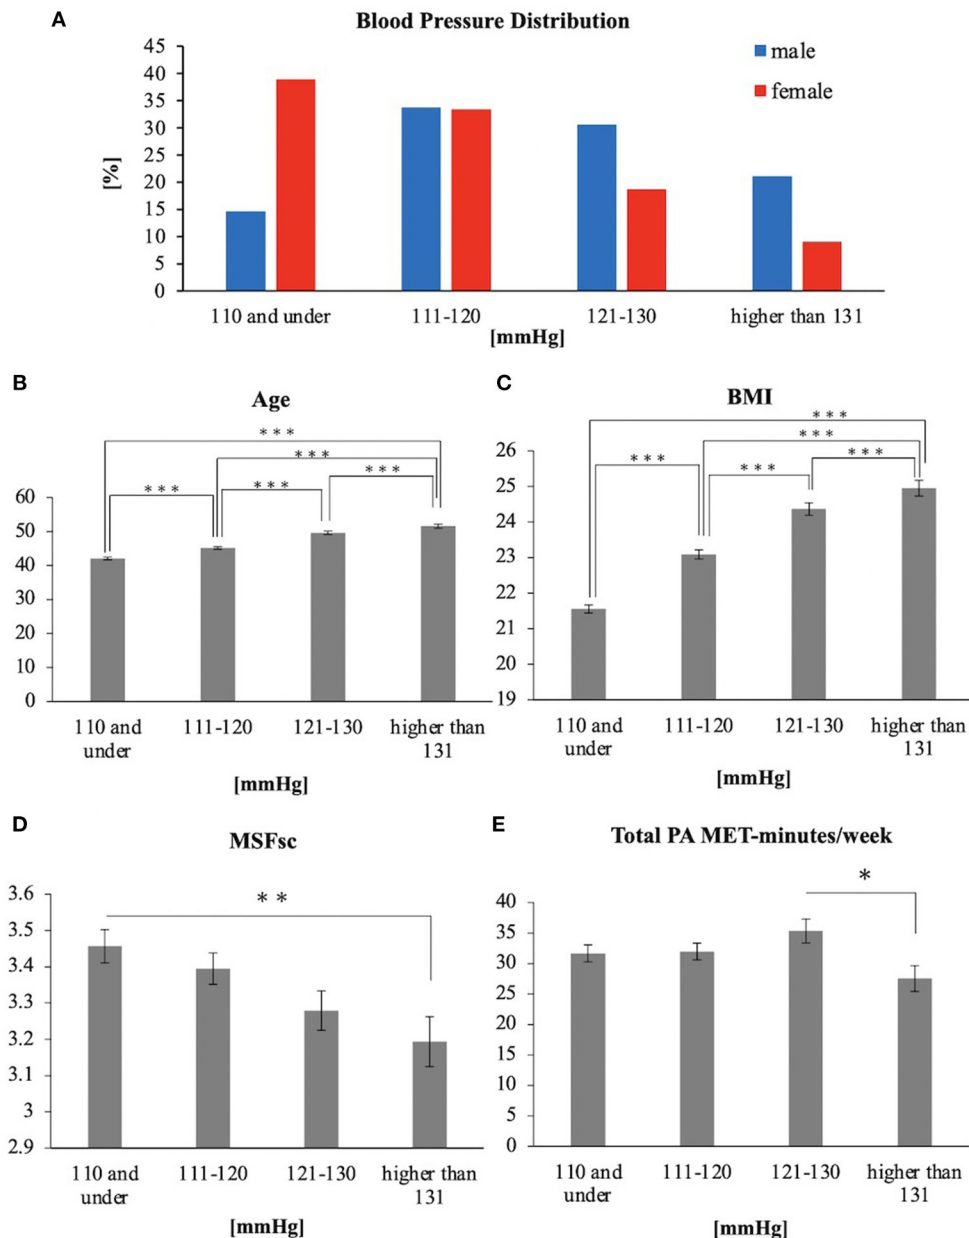 A
Blood Pressure Distribution
45
40
35
30
25
20
15
10
5
0
[%]
male
female
110 and under
111-120
121-130
higher than 131
[mmHg]
B
Age
***
***
***
***
***
60
50
40
30
20
10
0
110 and
under
111-120
121-130
higher than
131
[mmHg]
C
BMI
***
***
***
***
***
26
25
24
23
22
21
20
19
110 and
under
111-120
121-130
higher than
131
[mmHg]
D
MSFsc
**
3.6
3.5
3.4
3.3
3.2
3.1
3
2.9
110 and
under
111-120
121-130
higher than
131
[mmHg]
E
Total PA MET-minutes/week
*
40
35
30
25
20
15
10
5
0
110 and
under
111-120
121-130
higher than
131
[mmHg]